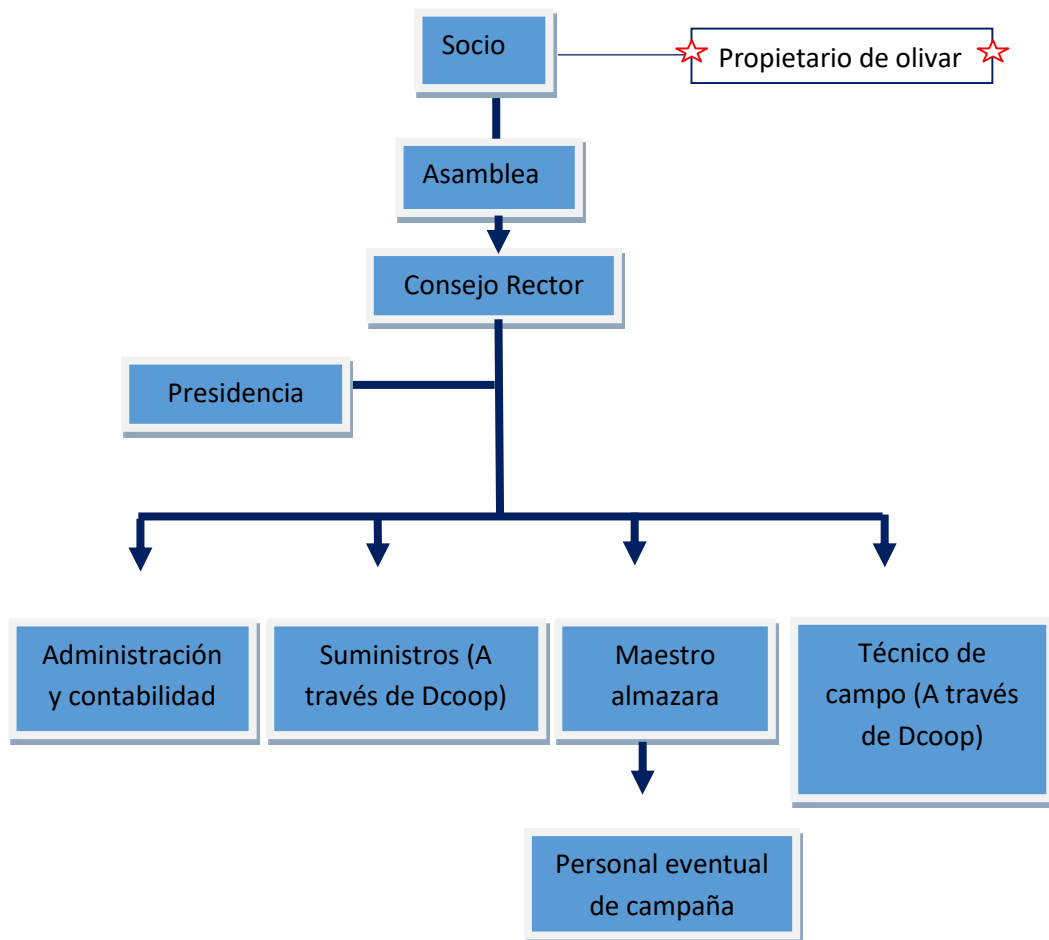 Socio
Propietario de olivar
Asamblea
Consejo Rector
Presidencia
Administración
y contabilidad
Suministros (A
través de Dcoop)
Maestro
almazara
Técnico de
campo (A través
de Dcoop)
Personal eventual
de campaña